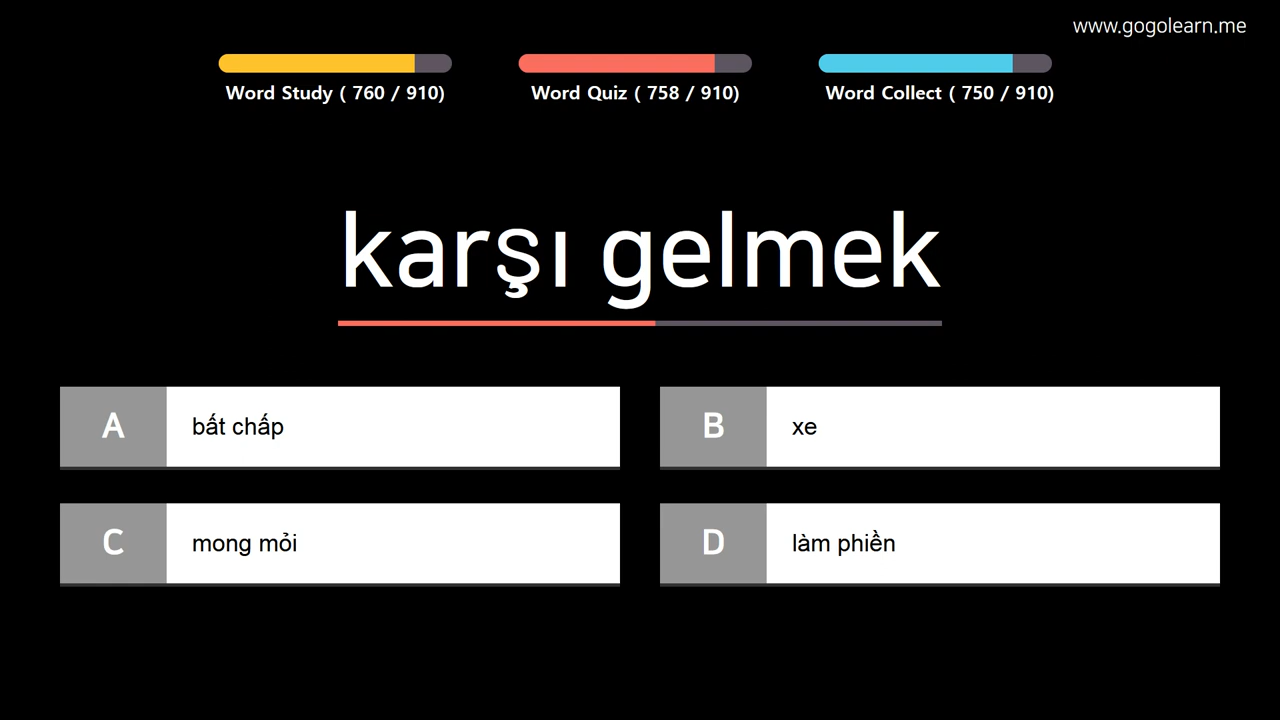 www.gogolearn.me
Word Study ( 760 / 910)
Word Quiz ( 758 / 910)
Word Collect ( 750 / 910)
karşı gelmek
A bất chấp
B xe
C mong mỏi
D làm phiền